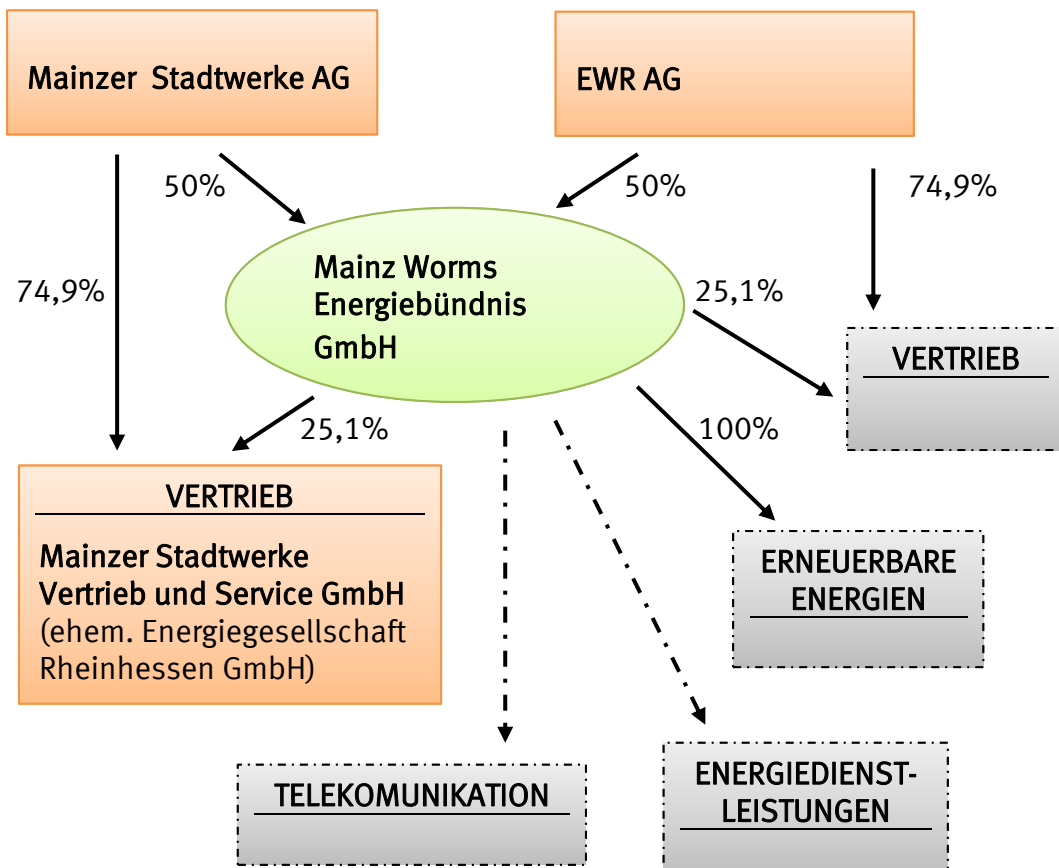 Mainzer Stadtwerke AG
EWR AG
50%
50%
74,9%
74,9%
Mainz Worms
Energiebündnis
GmbH
25,1%
VERTRIEB
25,1%
100%
VERTRIEB
Mainzer Stadtwerke
Vertrieb und Service GmbH
(ehem. Energiegesellschaft
Rheinhessen GmbH)
ERNEUERBARE
ENERGIEN
TELEKOMUNIKATION
ENERGIEDIENST-
LEISTUNGEN